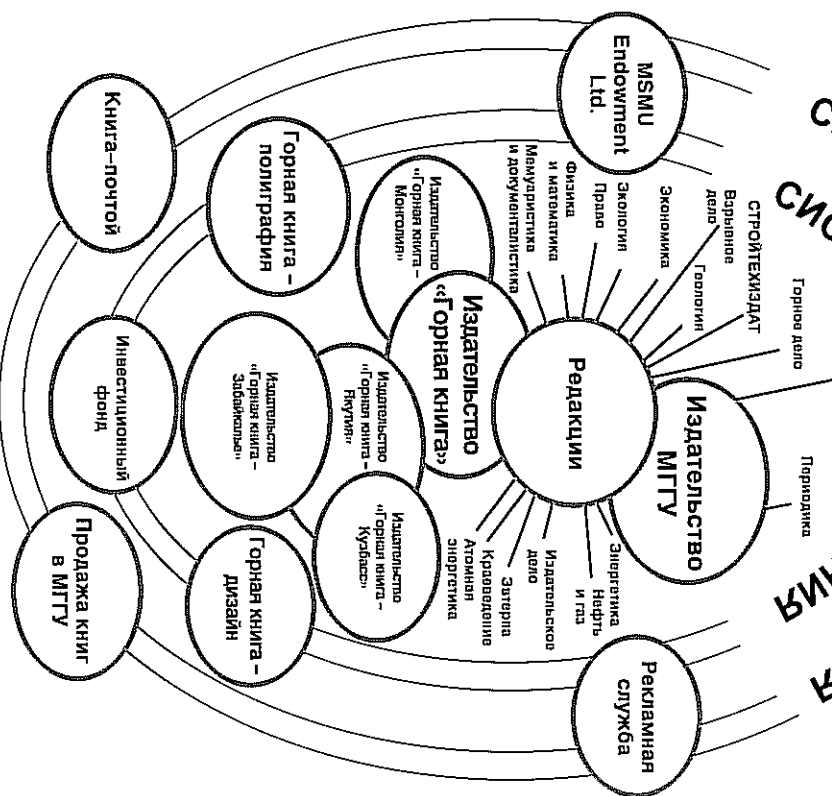 Периодика
Горное дело
СТРОЙТЕХИЗДАТ
Взрывное
дело
Геология
Экономика
Экология
Право
Физика
и математика
Мемуаристика
и документалистика
MSMU
Endowment
Ltd.
Издательство
МГГУ
Редакции
Рекламная
служба
Энергетика
Нефть
и газ
Издательское
дело
Эвтерпа
Краеведение
Атомная
энергетика
Издательство
«Горная книга»
Издательство
«Горная книга –
Монголия»
Издательство
«Горная книга –
Якутия»
Издательство
«Горная книга –
Кузбасс»
Издательство
«Горная книга –
Забайкалье»
Горная книга –
полиграфия
Горная книга –
дизайн
Книга–почтой
Инвестиционный
фонд
Продажа книг
в МГГУ